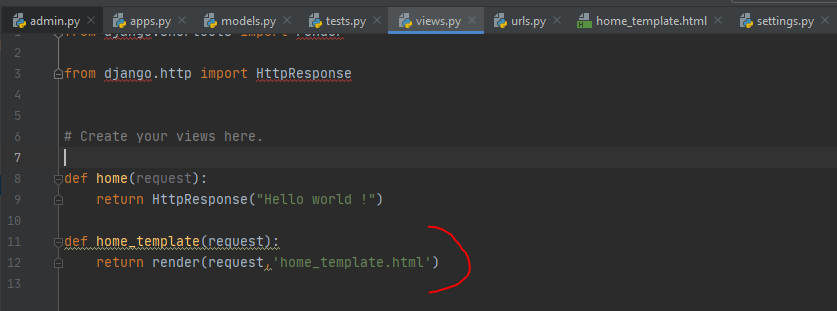 admin.py apps.py models.py tests.py views.py urls.py home_template.html settings.py
1 from django.shortcuts import render
2
3 from django.http import HttpResponse
4
5
6 # Create your views here.
7
8 def home(request):
9 return HttpResponse("Hello world !")
10
11 def home_template(request):
12 return render(request,'home_template.html')
13